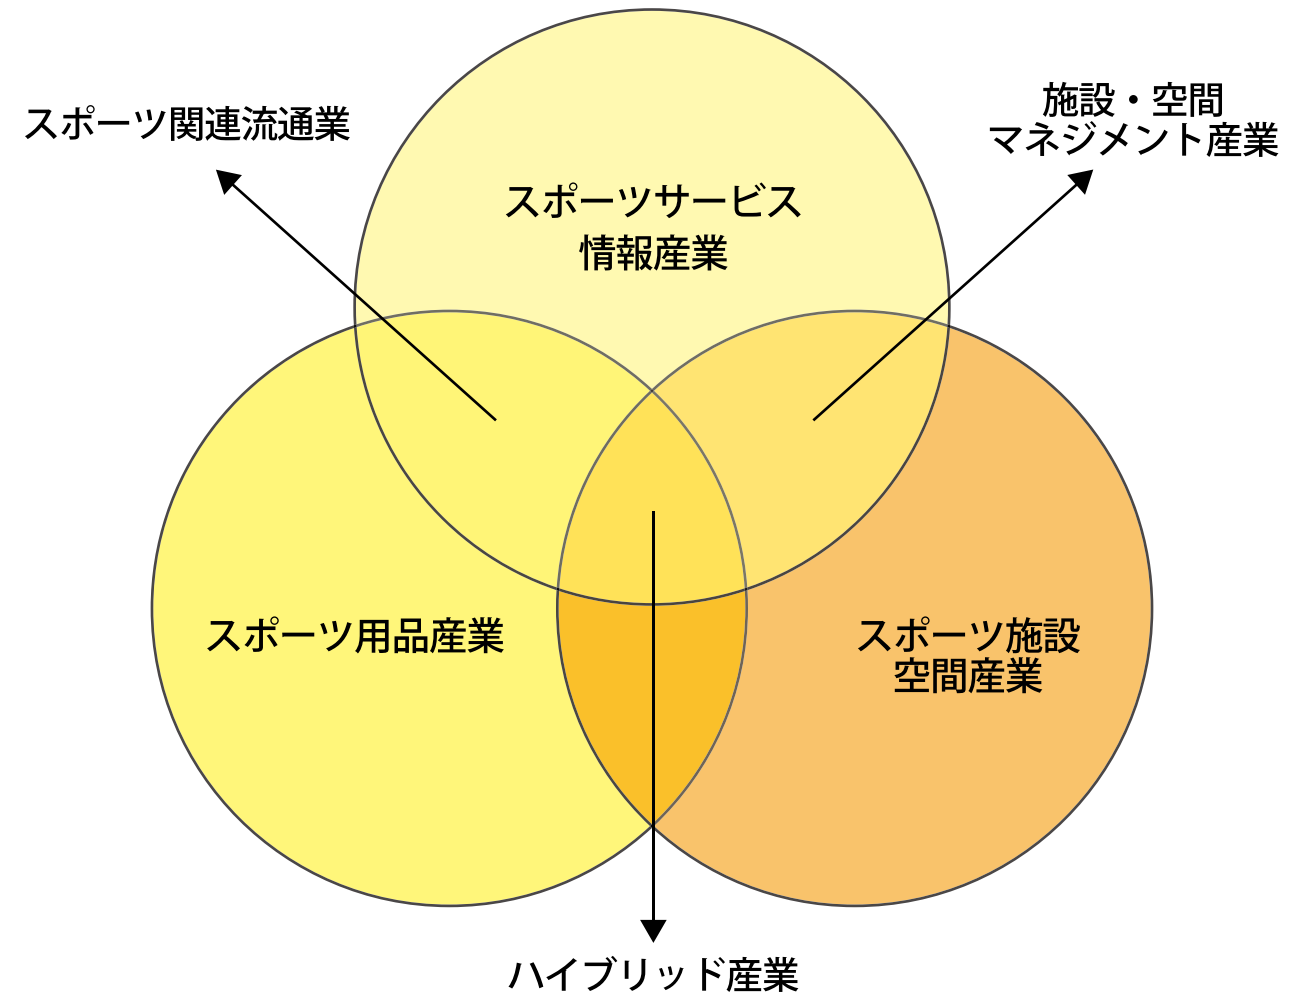 スポーツ関連流通業
施設・空間
マネジメント産業
スポーツサービス
情報産業
スポーツ用品産業
スポーツ施設
空間産業
ハイブリッド産業